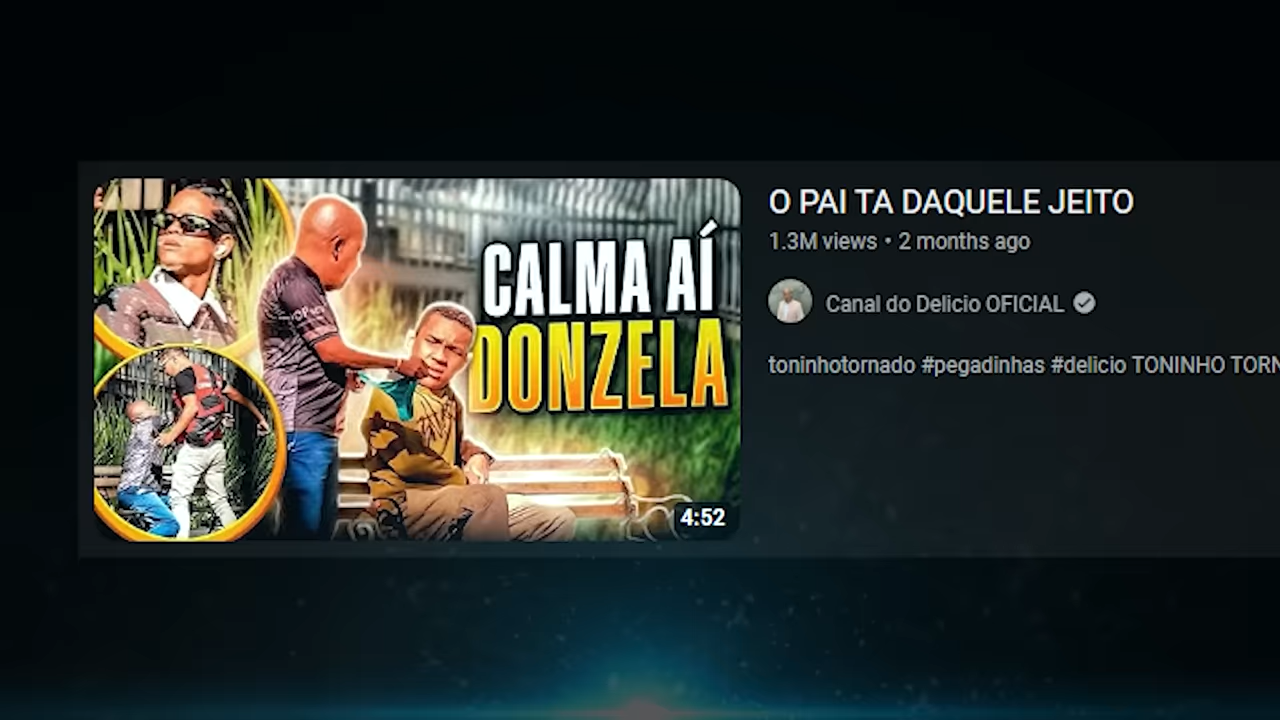 CALMA AÍ
DONZELA
4:52
O PAI TA DAQUELE JEITO
1.3M views • 2 months ago
Canal do Delicio OFICIAL
toninhotornado #pegadinhas #delicio TONINHO TORN